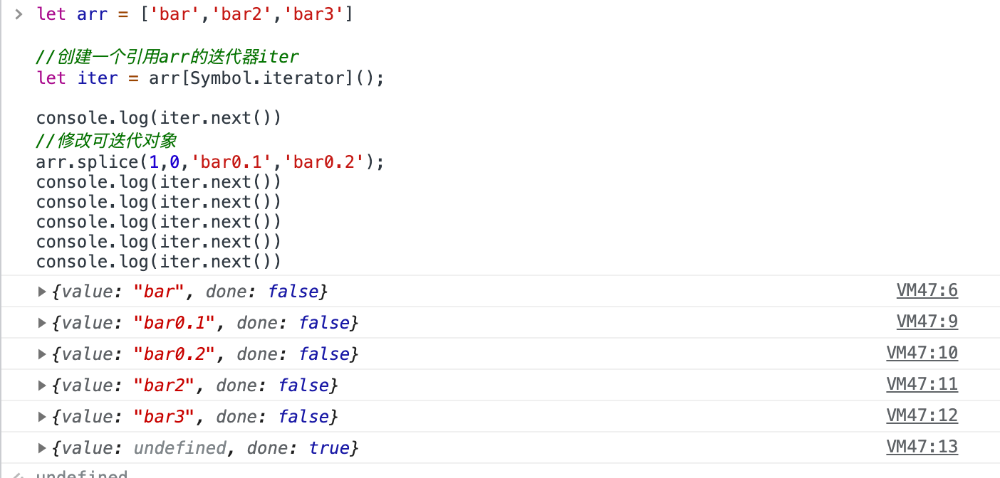 let arr = ['bar','bar2','bar3']
//创建一个引用arr的迭代器iter
let iter = arr[Symbol.iterator]();
console.log(iter.next())
//修改可迭代对象
arr.splice(1,0,'bar0.1','bar0.2');
console.log(iter.next())
console.log(iter.next())
console.log(iter.next())
console.log(iter.next())
console.log(iter.next())
{value: "bar", done: false} VM47:6
{value: "bar0.1", done: false} VM47:9
{value: "bar0.2", done: false} VM47:10
{value: "bar2", done: false} VM47:11
{value: "bar3", done: false} VM47:12
{value: undefined, done: true} VM47:13
undefined